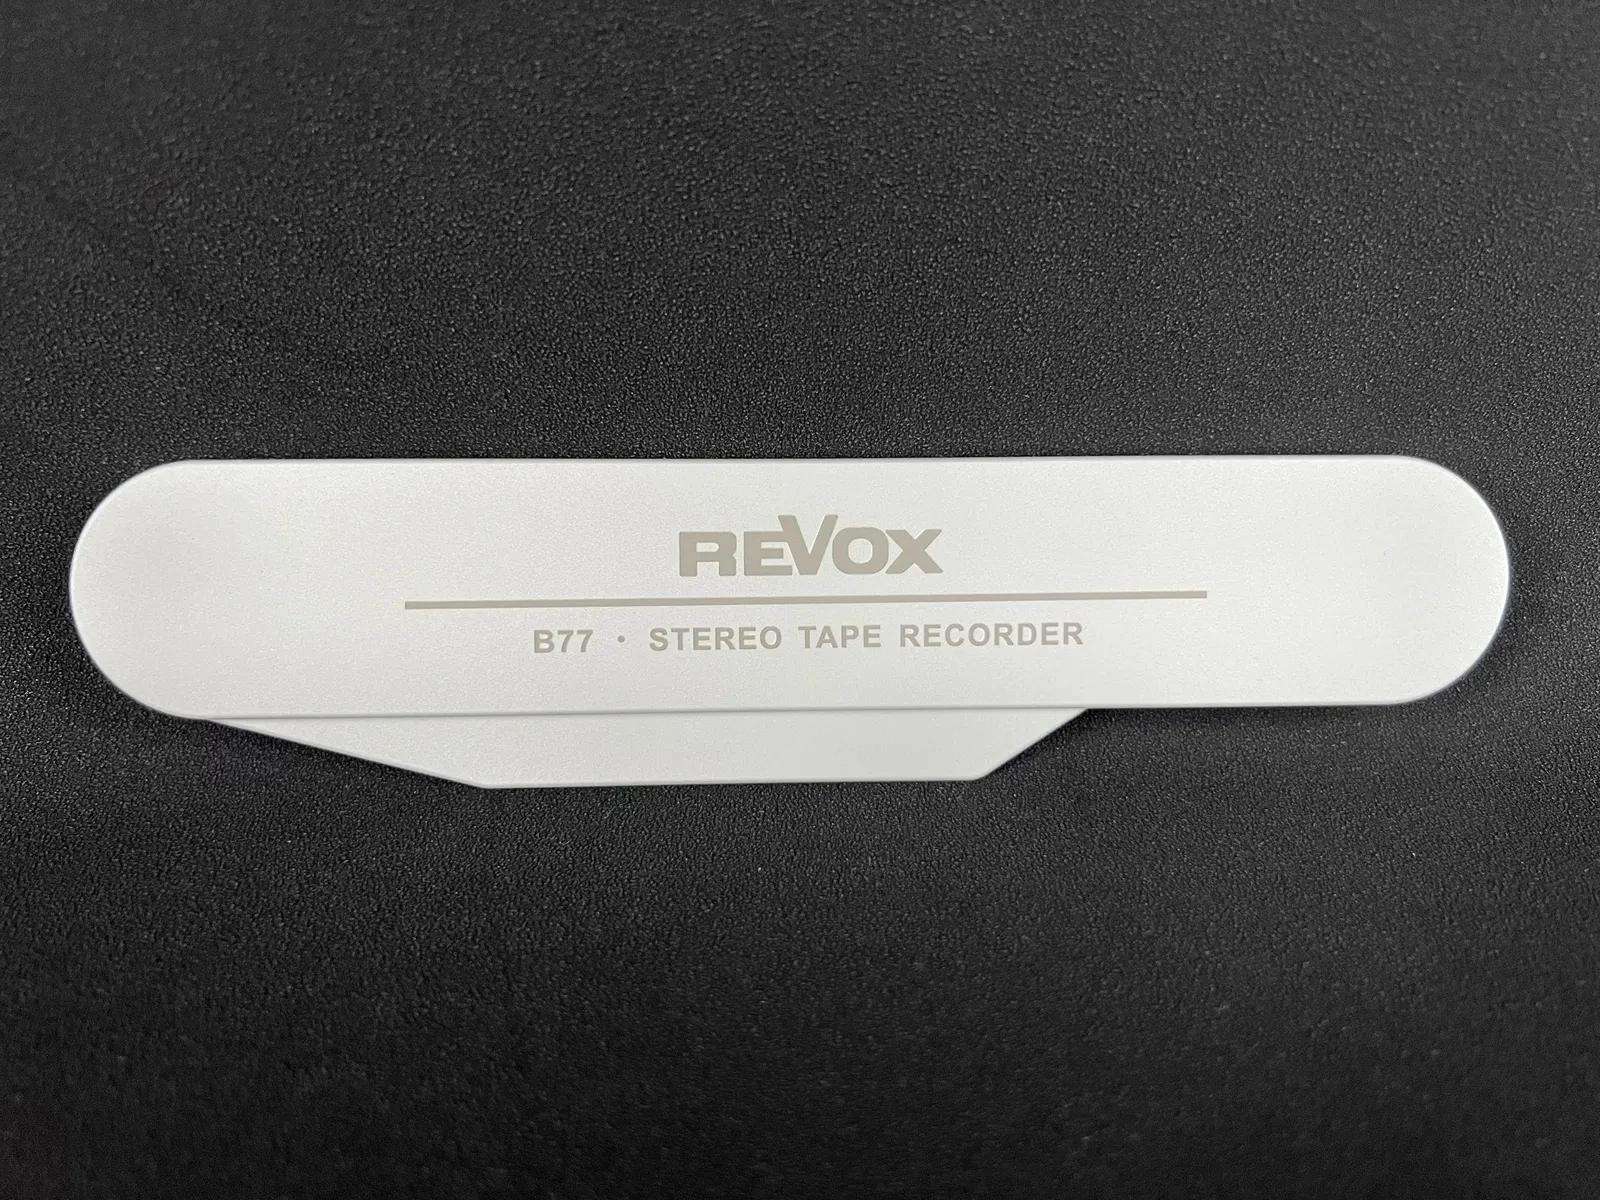 REVOX
B77 · STEREO TAPE RECORDER